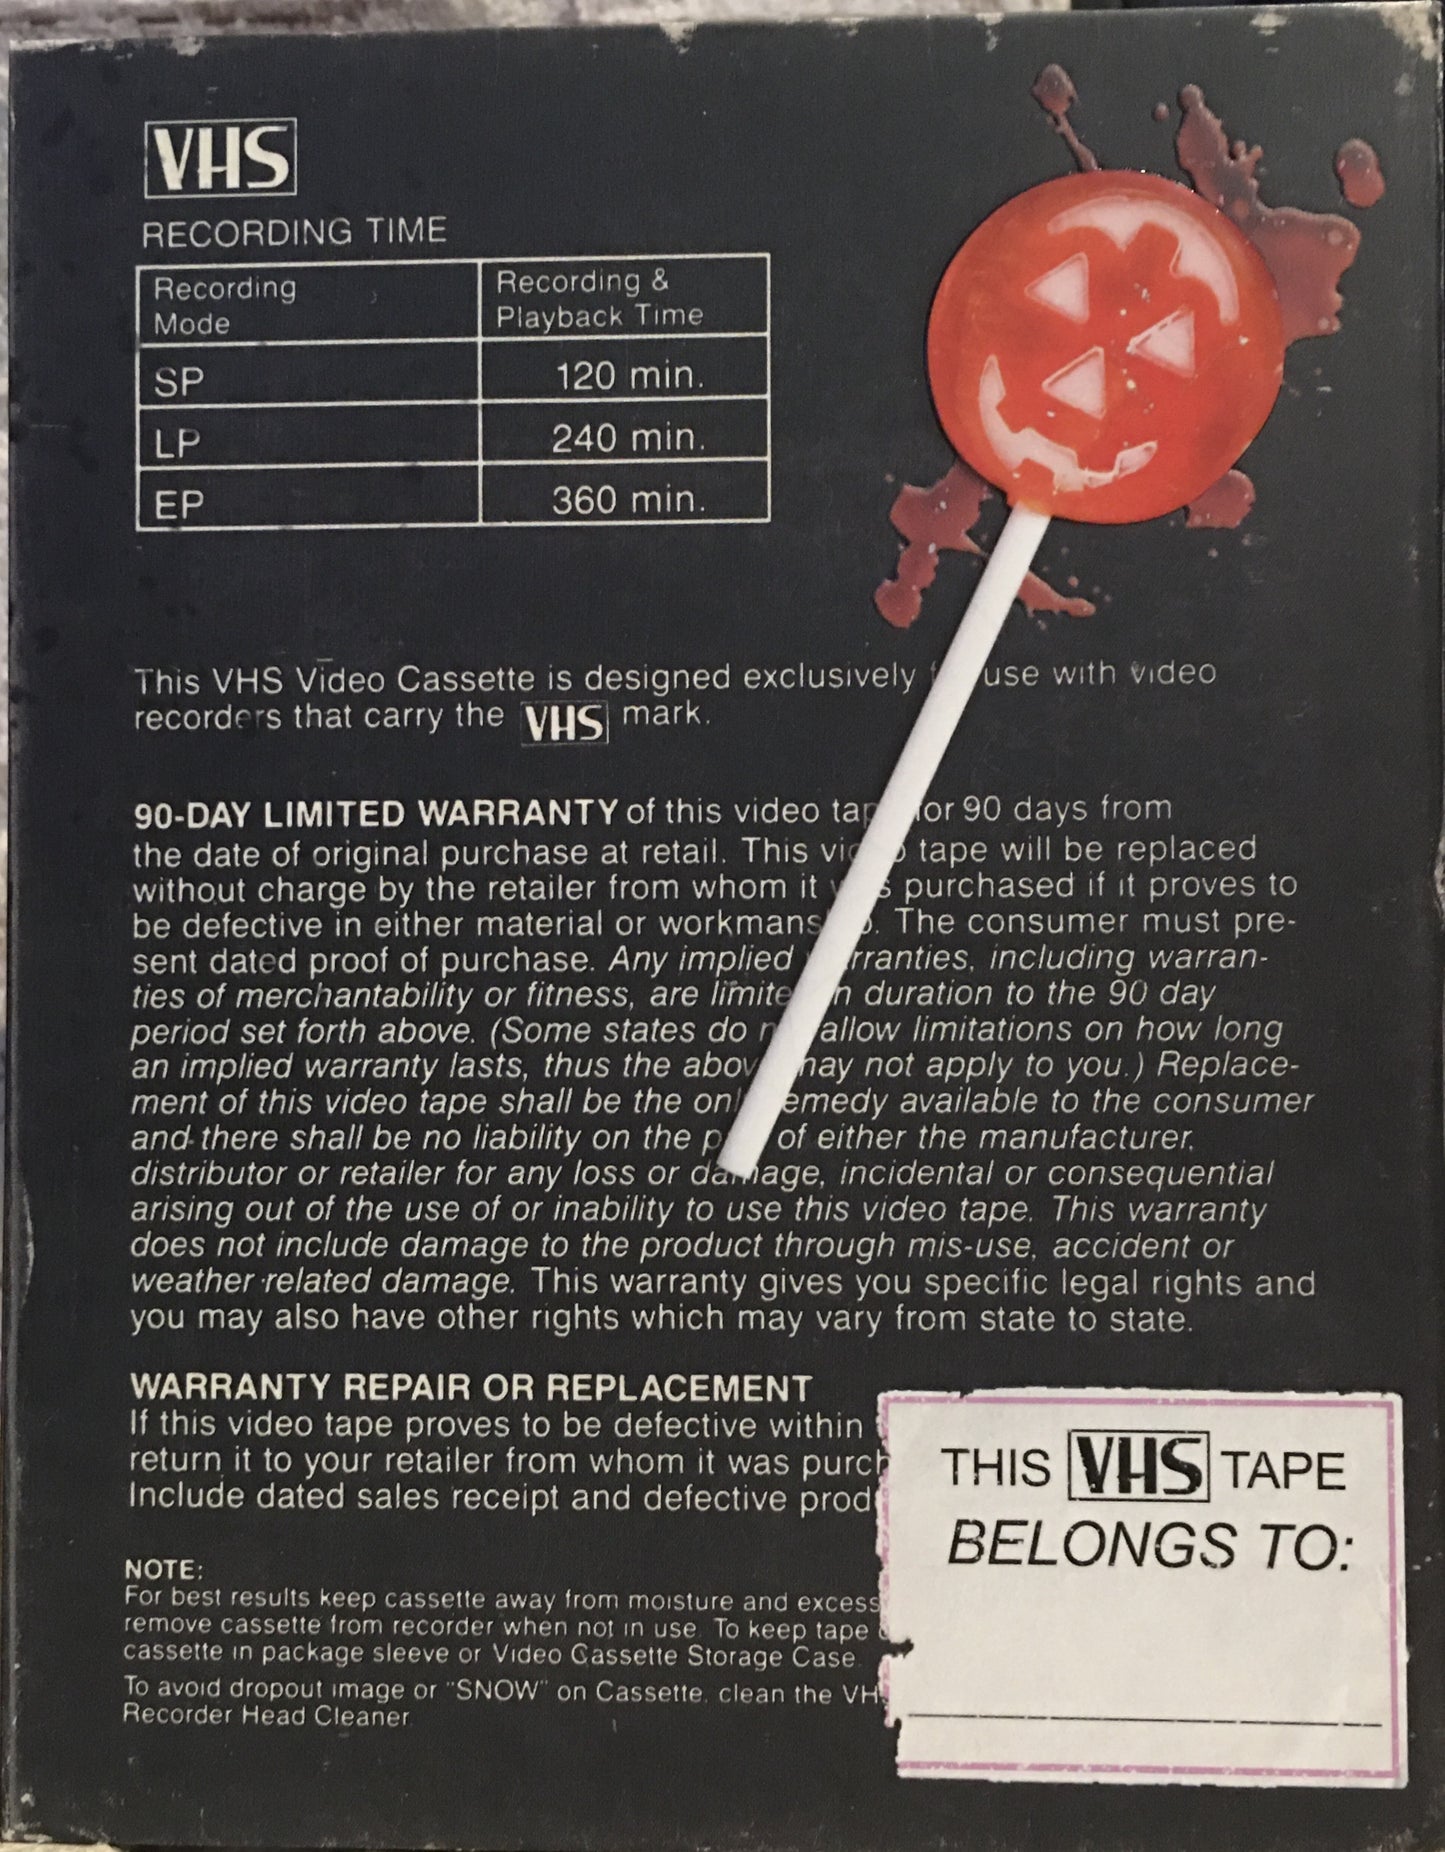 VHS
RECORDING TIME
Recording Mode
Recording & Playback Time
SP 120 min.
LP 240 min.
EP 360 min.
This VHS Video Cassette is designed exclusively use with video
recorders that carry the VHS mark.
90-DAY LIMITED WARRANTY of this video 90 days from
the date of original purchase at retail. This tape will be replaced
without charge by the retailer from whom it purchased if it proves to
be defective in either material or The consumer must pre-
sent dated proof of purchase. Any implied including warran-
ties of merchantability or fitness, are duration to the 90 day
period set forth above. (Some states do allow limitations on how long
an implied warranty lasts, thus the may not apply to you.) Replace-
ment of this video tape shall be the available to the consumer
and there shall be no liability on the of either the manufacturer,
distributor or retailer for any loss or damage, incidental or consequential
arising out of the use of or inability to use this video tape. This warranty
does not include damage to the product through mis-use, accident or
weather related damage. This warranty gives you specific legal rights and
you may also have other rights which may vary from state to state.
WARRANTY REPAIR OR REPLACEMENT
If this video tape proves to be defective within
return it to your retailer from whom it was
Include dated sales receipt and defective
NOTE:
For best results keep cassette away from moisture and
remove cassette from recorder when not in use. To keep tape
cassette in package sleeve or Video Cassette Storage Case.
To avoid dropout image or "SNOW" on Cassette, clean the
Recorder Head Cleaner
THIS VHS TAPE
BELONGS TO: